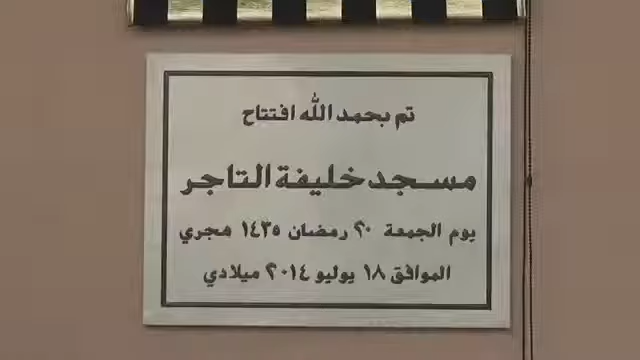 تم بحمد الله افتتاح
مسجد خليفة التاجر
يوم الجمعة ٢٠ رمضان ١٤٣٥ هجري
الموافق ١٨ يوليو ٢٠١٤ ميلادي